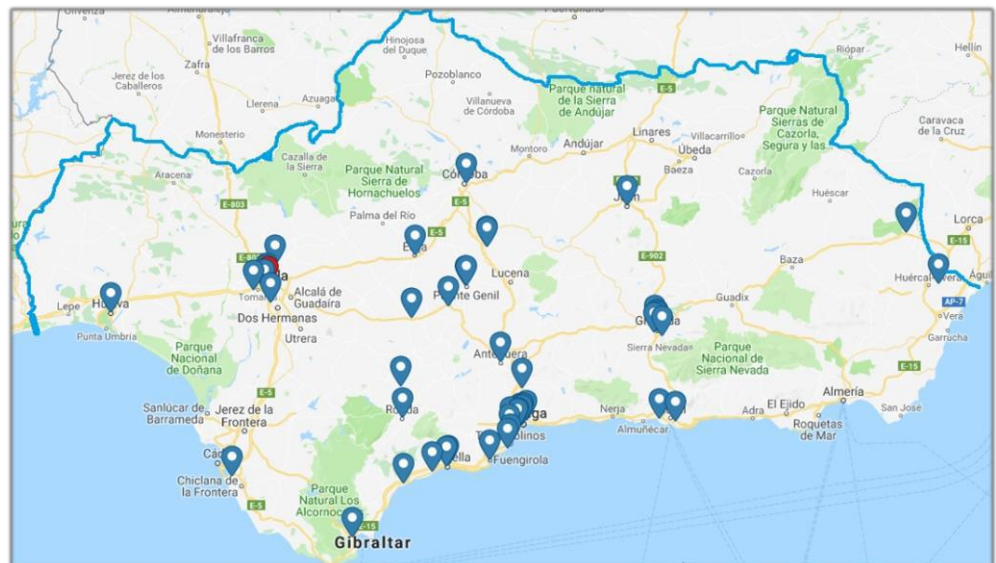 Villafranca
de los Barros
Hinojosa
del Duque
Riópar
Hellín
Zafra
Pozoblanco
Jerez de los
Caballeros
Llerena
Azuaga
Villanueva
de Córdoba
Parque natural
de la Sierra
de Andújar
E-5
Parque Natural
Sierras de
Cazorla,
Segura y las
Caravaca
de la Cruz
Monesterio
Linares
Villacarrillo
Montoro
Andújar
Úbeda
Cazalla de
la Sierra
Baeza
Cazorla
Aracena
Parque Natural
Sierra de
Hornachuelos
E-5
E-803
Huéscar
Palma del Río
Lorca
E-5
E-15
E-902
Baza
Lucena
Lepe
Alcalá de
Guadaíra
Guadix
AP-7
Dos Hermanas
Vera
Punta Umbría
Utrera
Garrucha
Parque
Nacional
de Doñana
Sierra Nevada
Parque
Nacional de
Sierra Nevada
E-15
E-5
Almería
Sanlúcar de
Barrameda
Jerez de la
Frontera
Nerja
Adra
El Ejido
San José
Almuñécar
Roquetas
de Mar
Fuengirola
Chiclana de
la Frontera
E-5
Parque
Natural Los
E-15
Gibraltar